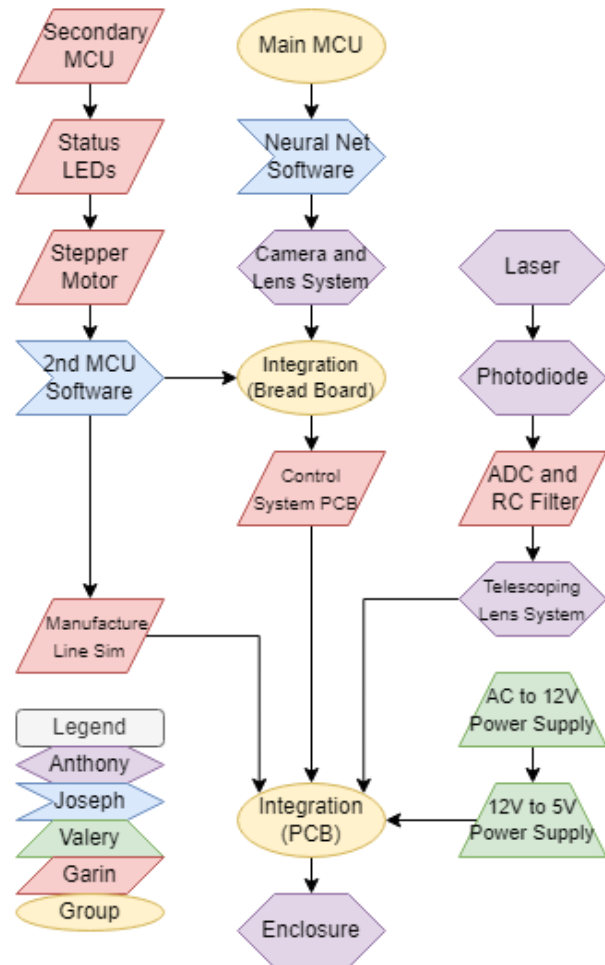 Secondary
MCU
Main MCU
Status
LEDs
Neural Net
Software
Stepper
Motor
Camera and
Lens System
Laser
2nd MCU
Software
Integration
(Bread Board)
Photodiode
Control
System PCB
ADC and
RC Filter
Manufacture
Line Sim
Telescoping
Lens System
AC to 12V
Power Supply
12V to 5V
Power Supply
Integration
(PCB)
Enclosure
Legend
Anthony
Joseph
Valery
Garin
Group